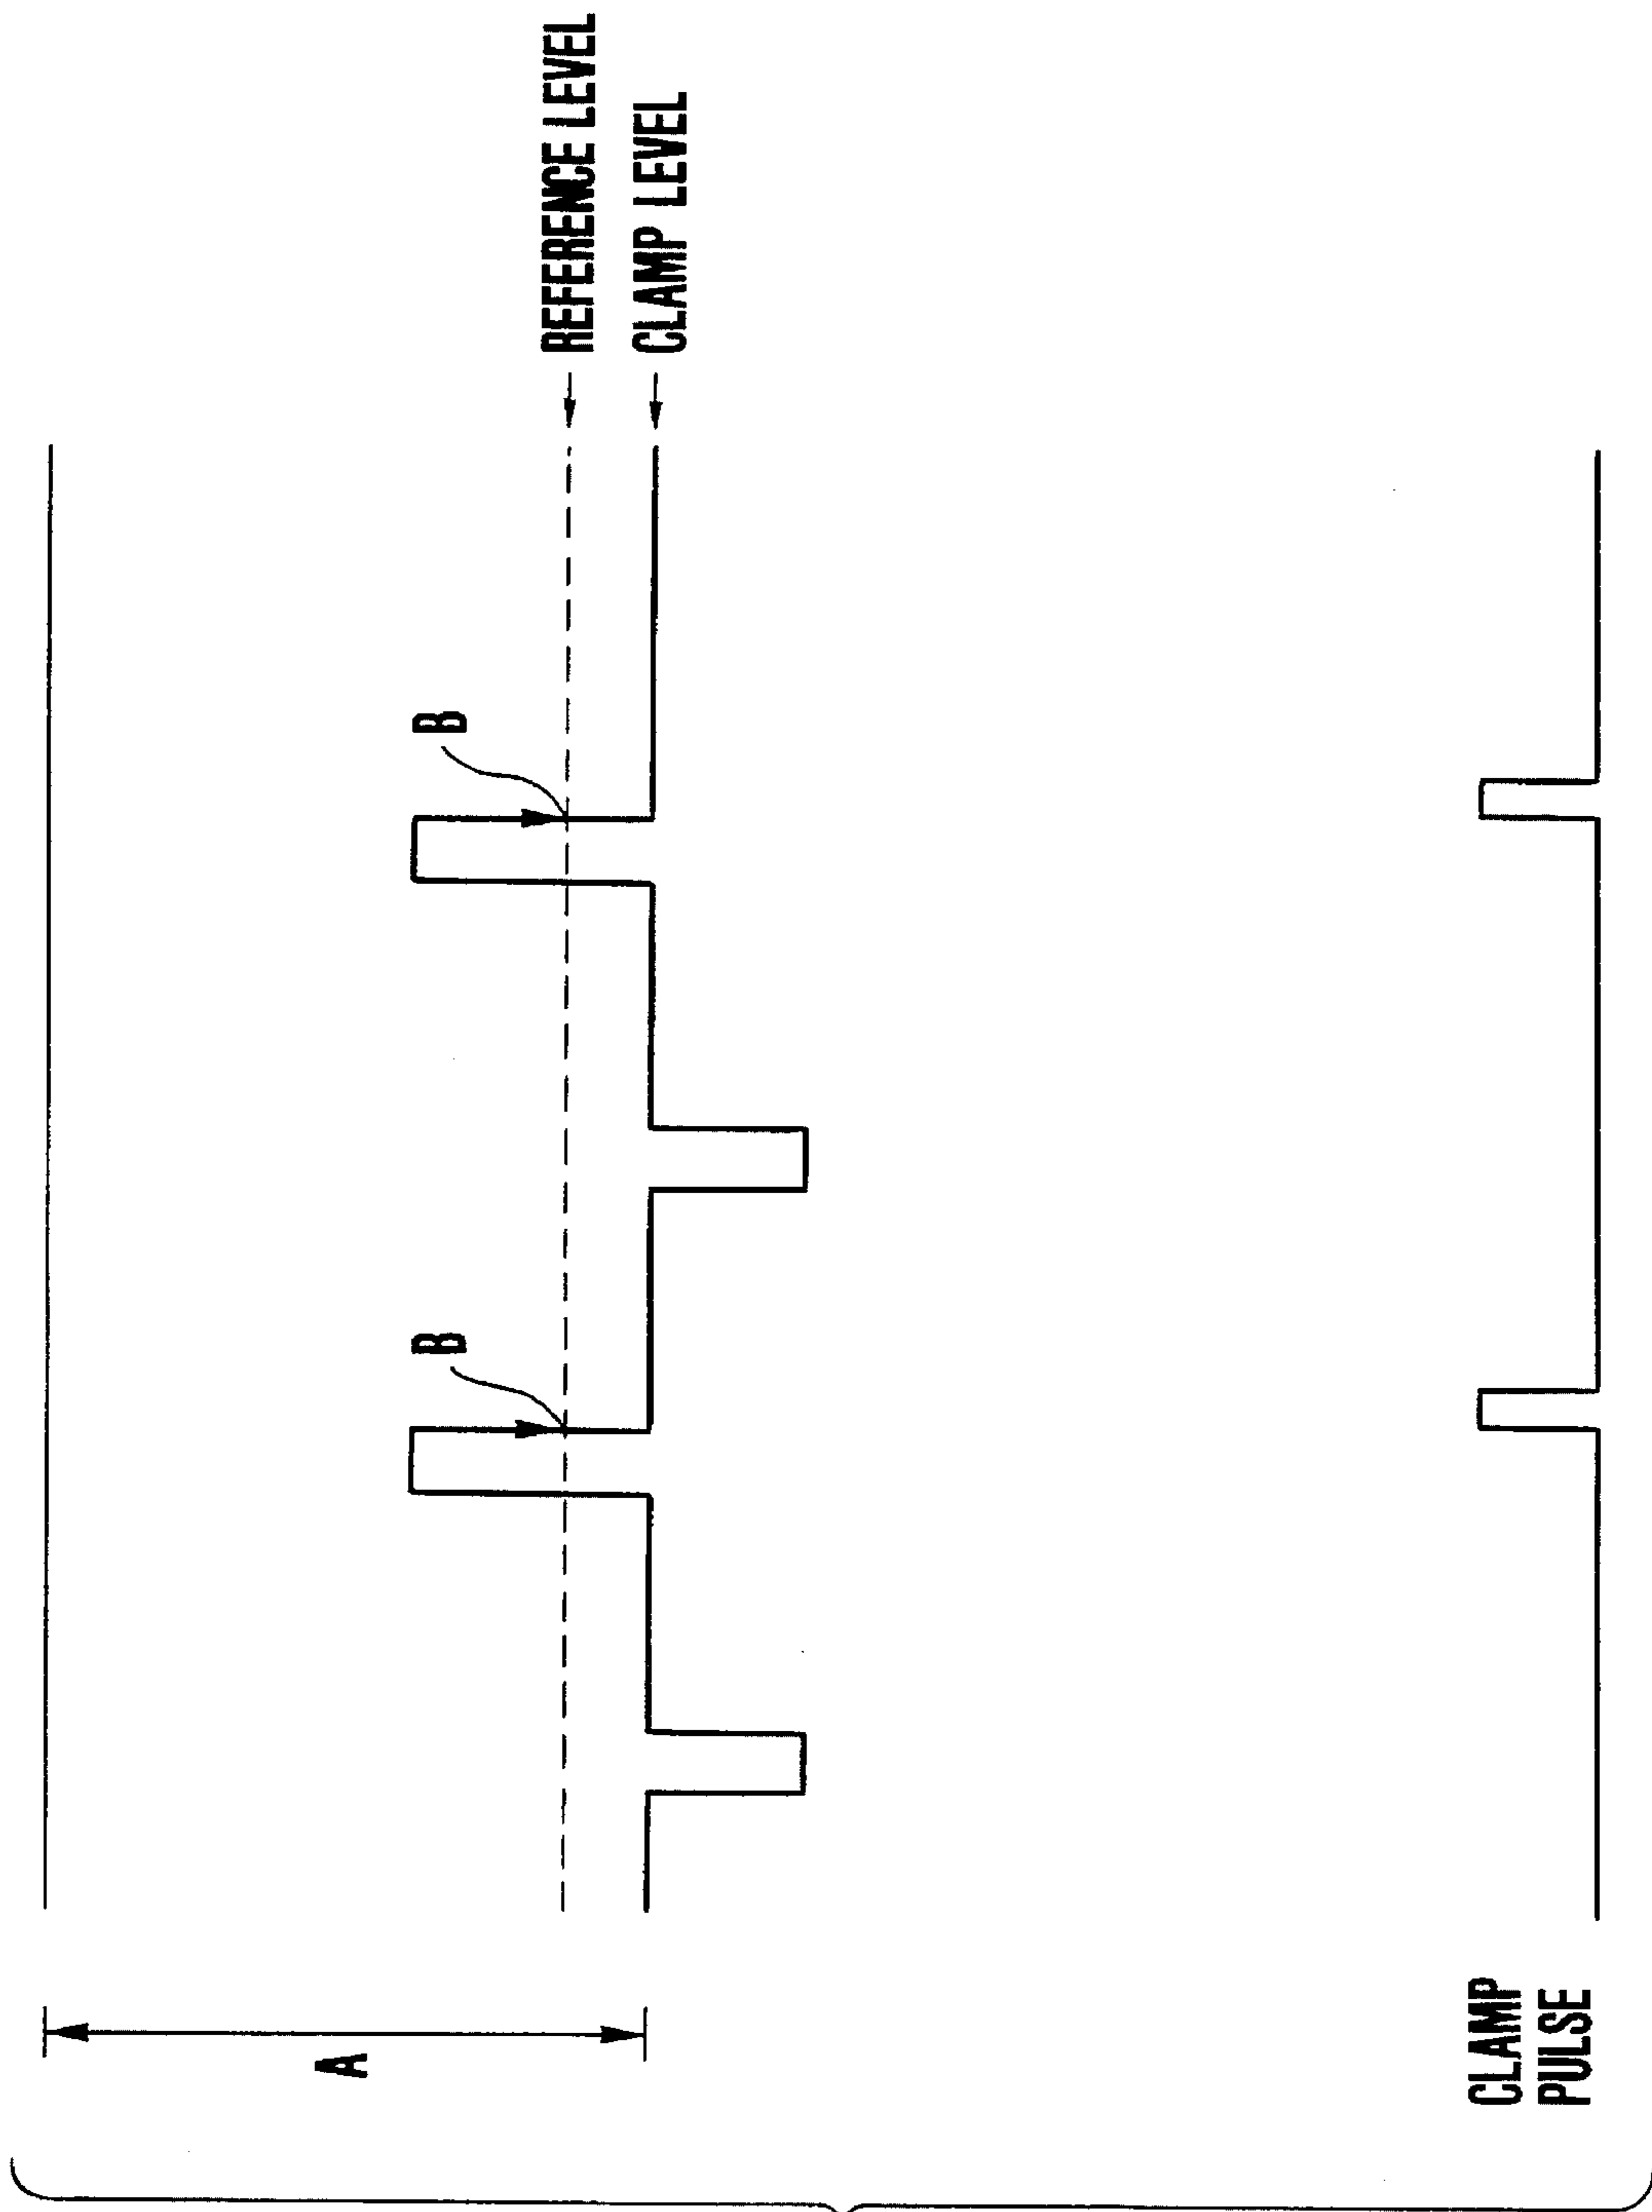 A
B
B
REFERENCE LEVEL
CLAMP LEVEL
CLAMP
PULSE